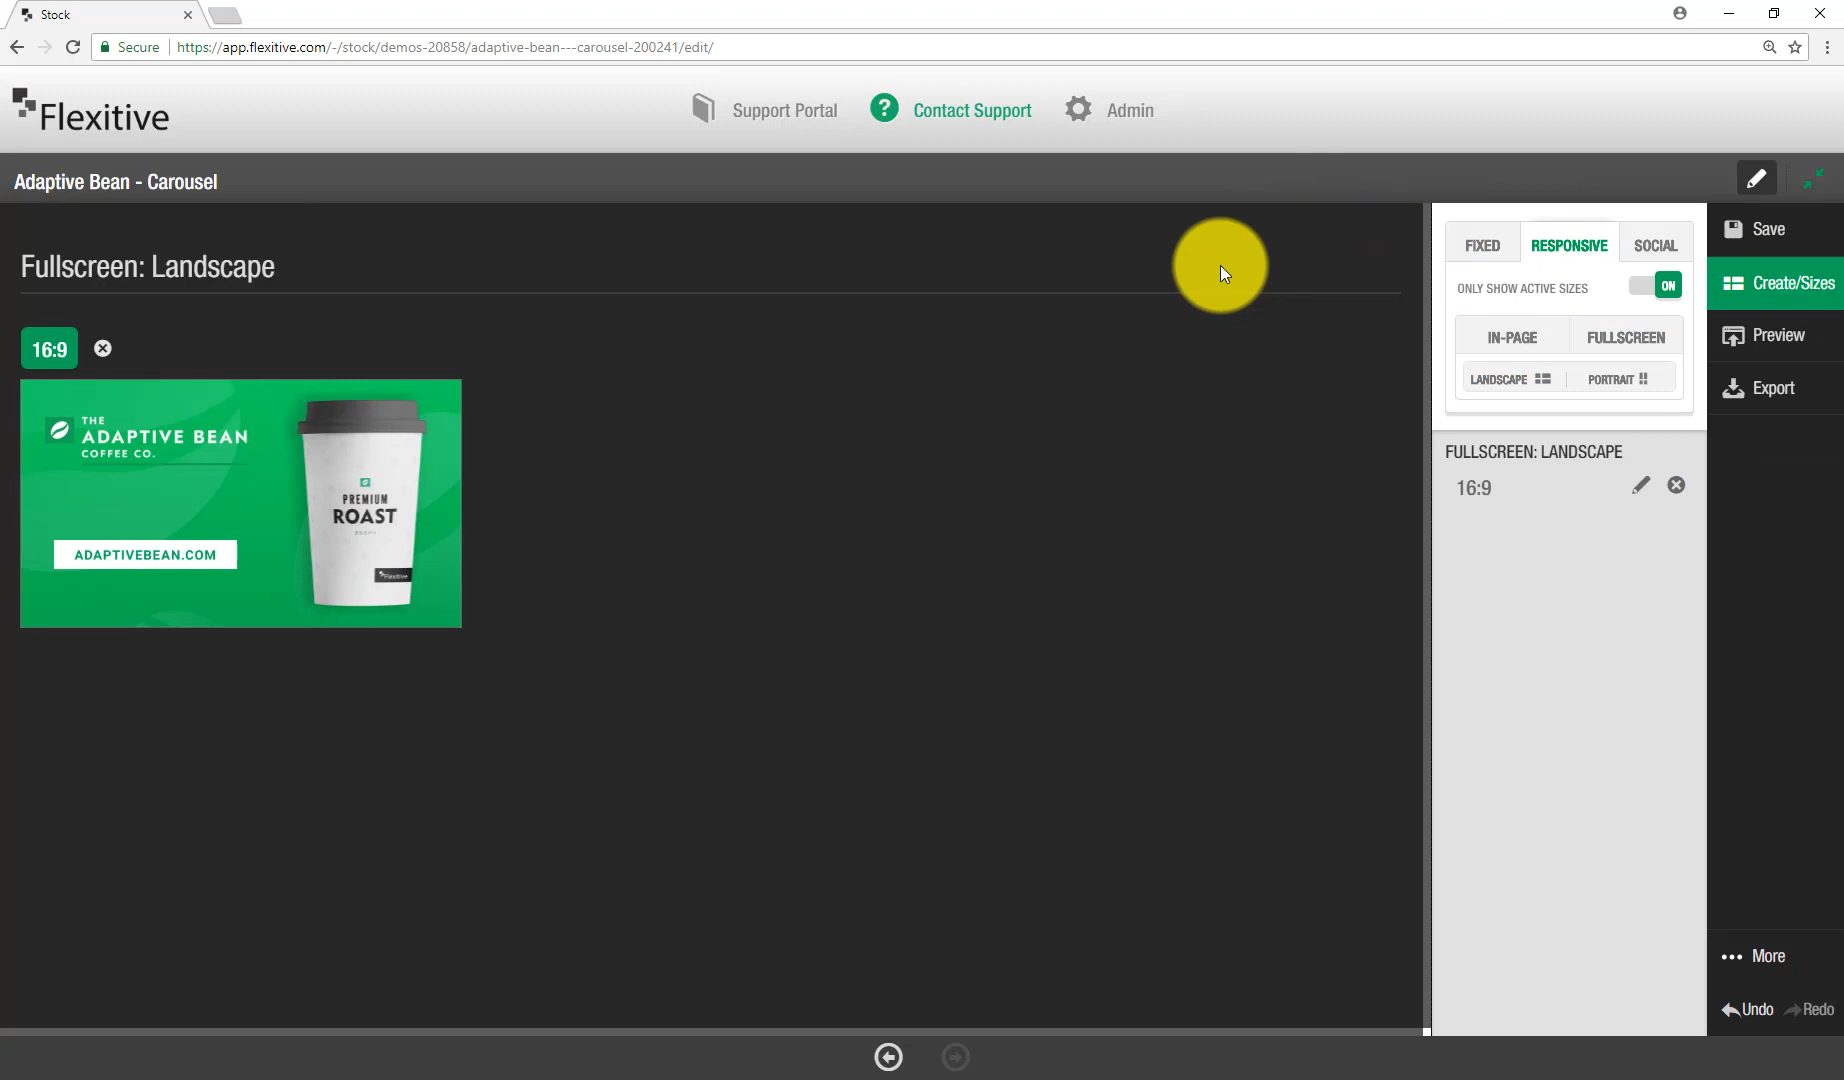 Stock
Secure
https://app.flexitive.com/-/stock/demos-20858/adaptive-bean---carousel-200241/edit/
Flexitive
Support Portal
? Contact Support
Admin
Adaptive Bean - Carousel
Fullscreen: Landscape
16:9
THE
ADAPTIVE BEAN
COFFEE CO.
PREMIUM
ROAST
Flexitive
ADAPTIVEBEAN.COM
FIXED
RESPONSIVE
SOCIAL
ONLY SHOW ACTIVE SIZES
ON
IN-PAGE
FULLSCREEN
LANDSCAPE
PORTRAIT
FULLSCREEN: LANDSCAPE
16:9
Save
Create/Sizes
Preview
Export
More
Undo
Redo